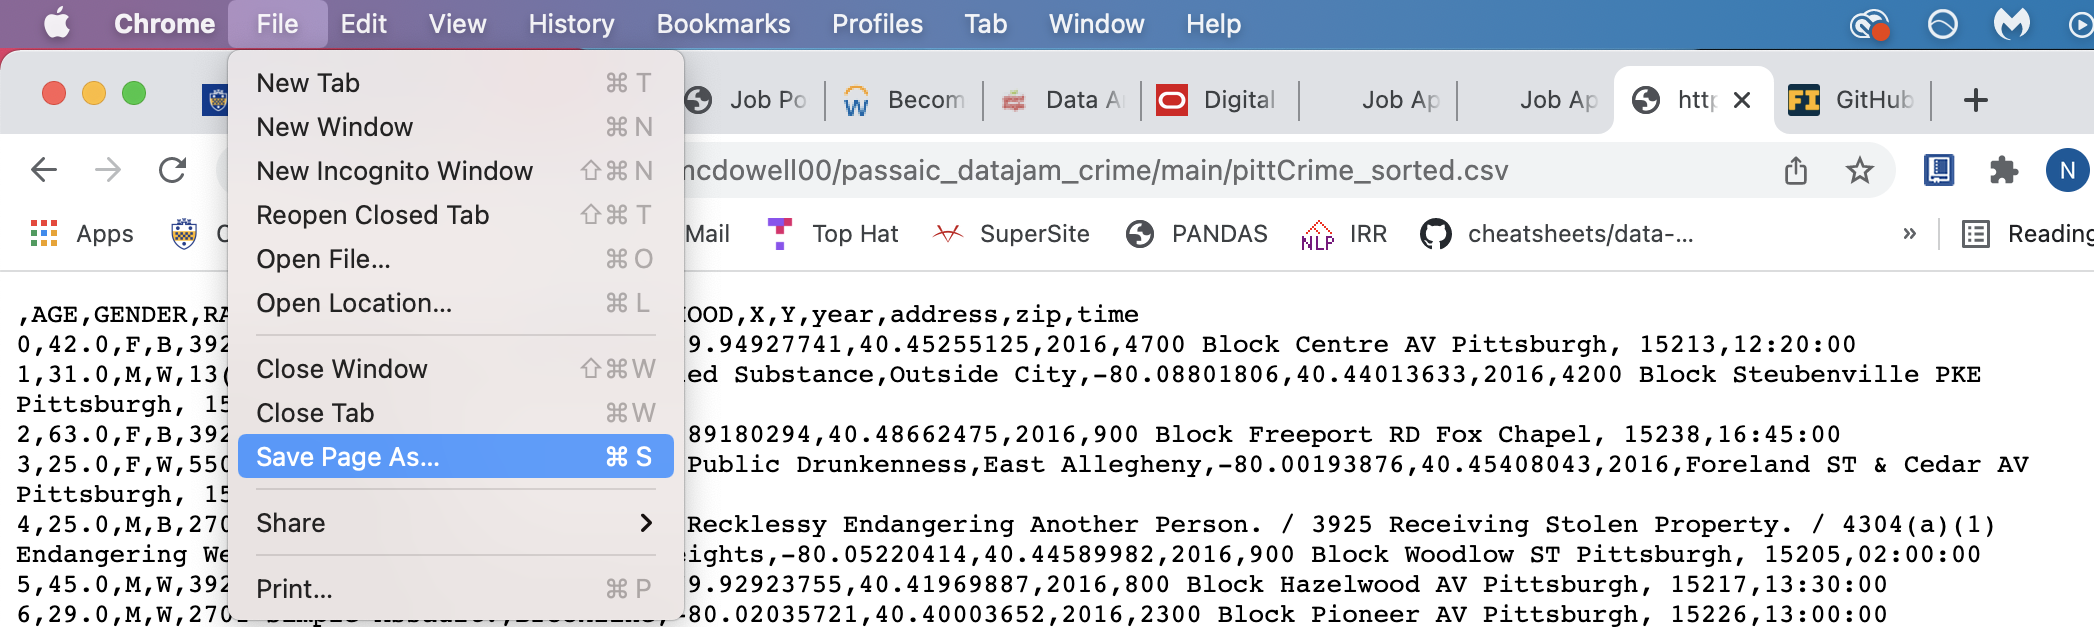 Chrome File Edit View History Bookmarks Profiles Tab Window Help
Job Po Becom Data A Digital Job Ap Job Ap http GitHub
New Tab ⌘ T
New Window ⌘ N
New Incognito Window ⇧⌘ N
Reopen Closed Tab ⇧⌘ T
Open File... ⌘ O
Open Location... ⌘ L
Close Window ⇧⌘W
Close Tab ⌘W
Save Page As... ⌘ S
Share
Print... ⌘ P
mcdowell00/passaic_datajam_crime/main/pittCrime_sorted.csv N
Apps Mail Top Hat SuperSite PANDAS NLP IRR cheatsheets/data-... » Reading
,AGE,GENDER,RA OOD,X,Y,year,address,zip,time
0,42.0,F,B,392 9.94927741,40.45255125,2016,4700 Block Centre AV Pittsburgh, 15213,12:20:00
1,31.0,M,W,13( ed Substance,Outside City,-80.08801806,40.44013633,2016,4200 Block Steubenville PKE
Pittsburgh, 15
2,63.0,F,B,392 89180294,40.48662475,2016,900 Block Freeport RD Fox Chapel, 15238,16:45:00
3,25.0,F,W,550 Public Drunkenness,East Allegheny,-80.00193876,40.45408043,2016,Foreland ST & Cedar AV
Pittsburgh, 15
4,25.0,M,B,270 Recklessy Endangering Another Person. / 3925 Receiving Stolen Property. / 4304(a)(1)
Endangering We eights,-80.05220414,40.44589982,2016,900 Block Woodlow ST Pittsburgh, 15205,02:00:00
5,45.0,M,W,392 9.92923755,40.41969887,2016,800 Block Hazelwood AV Pittsburgh, 15217,13:30:00
6,29.0,M,W,2701 -80.02035721,40.40003652,2016,2300 Block Pioneer AV Pittsburgh, 15226,13:00:00